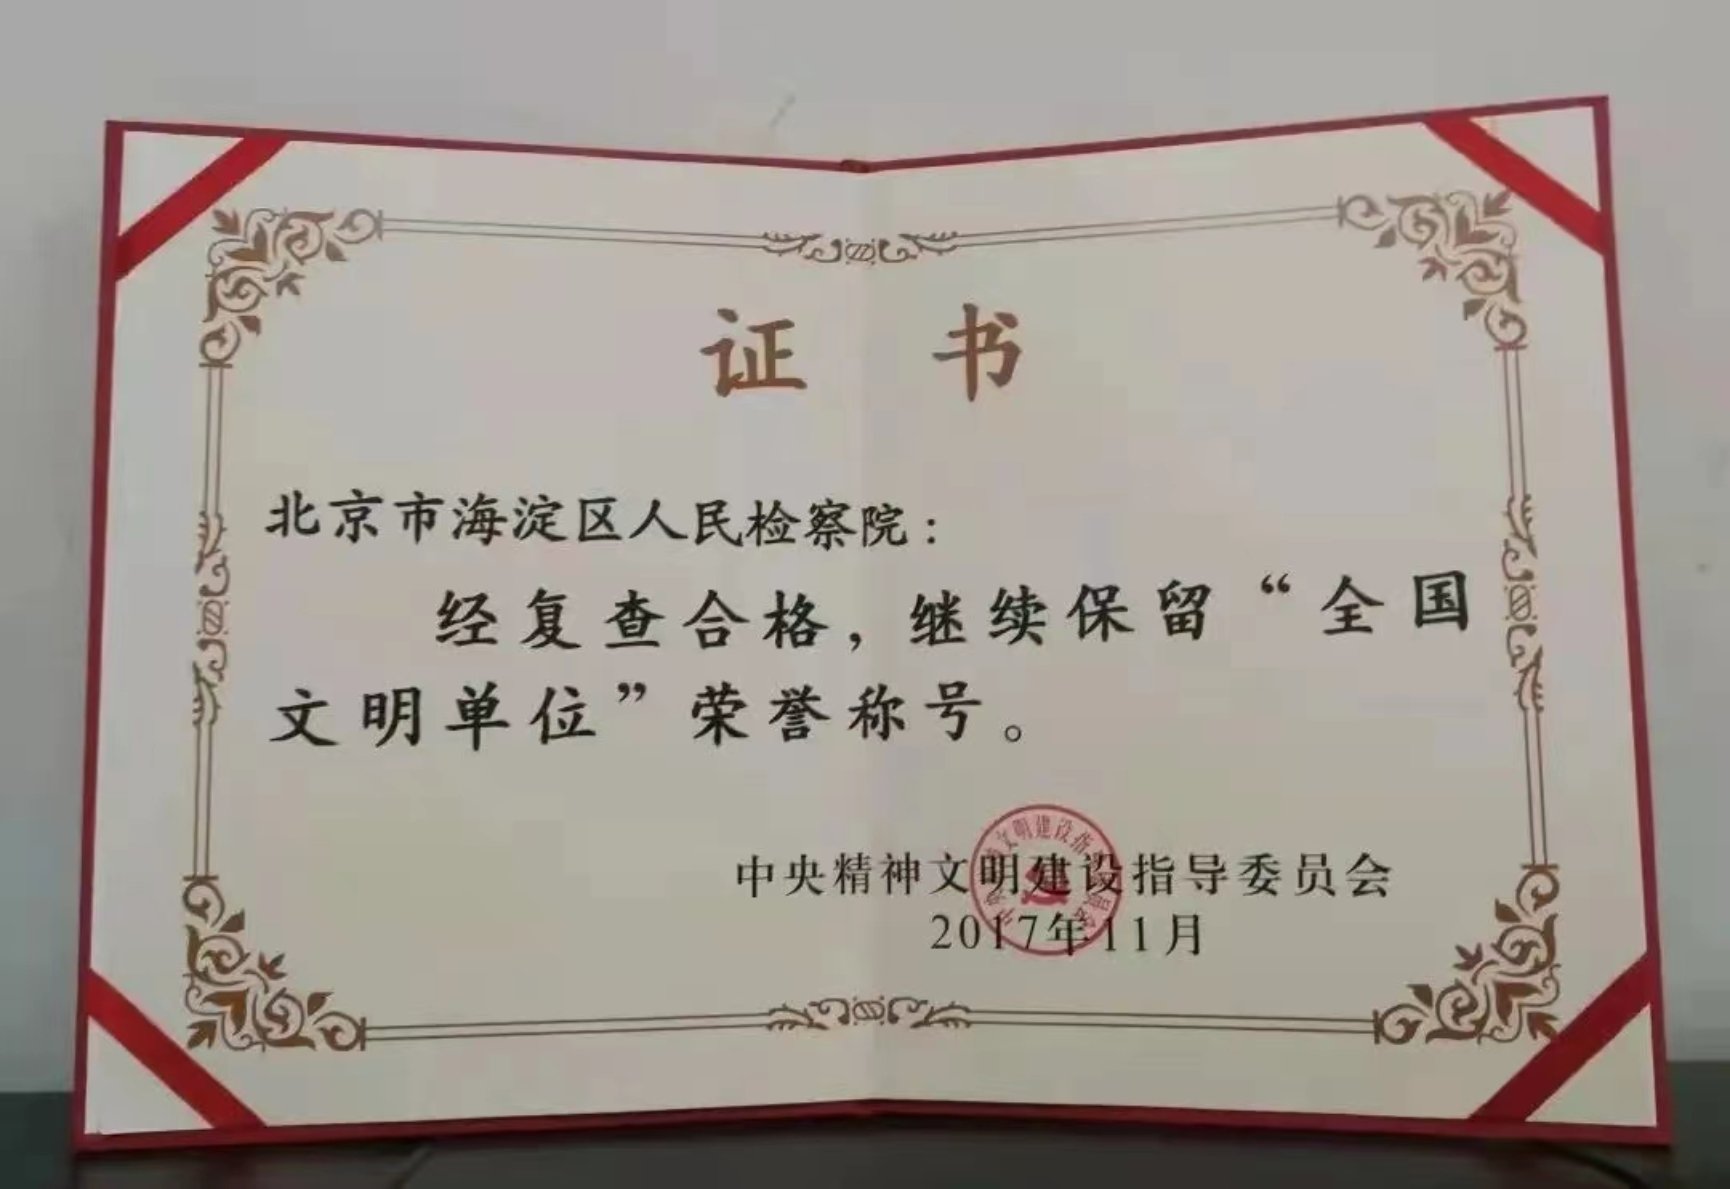 证 书
北京市海淀区人民检察院:
经复查合格,继续保留“全国
文明单位”荣誉称号。
中央精神文明建设指导委员会
2017年11月